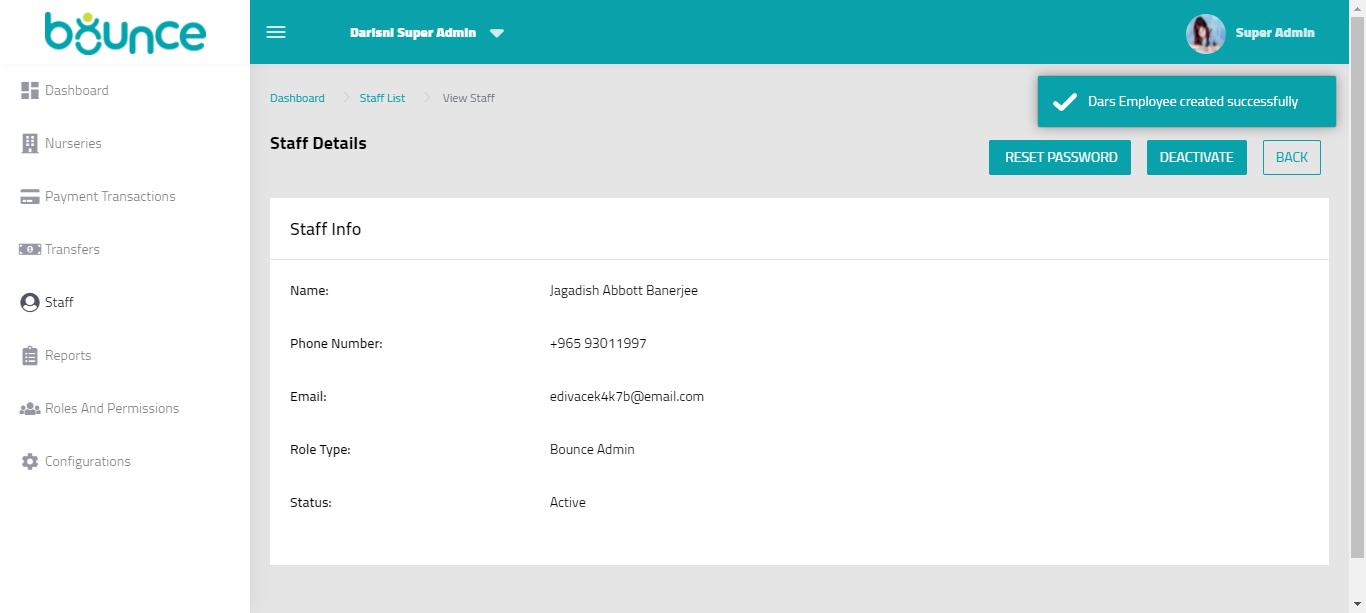 bounce
Darisni Super Admin
Super Admin
Dashboard
Nurseries
Payment Transactions
Transfers
Staff
Reports
Roles And Permissions
Configurations
Dashboard Staff List View Staff
Dars Employee created successfully
Staff Details
RESET PASSWORD DEACTIVATE BACK
Staff Info
Name: Jagadish Abbott Banerjee
Phone Number: +965 93011997
Email: edivacek4k7b@email.com
Role Type: Bounce Admin
Status: Active